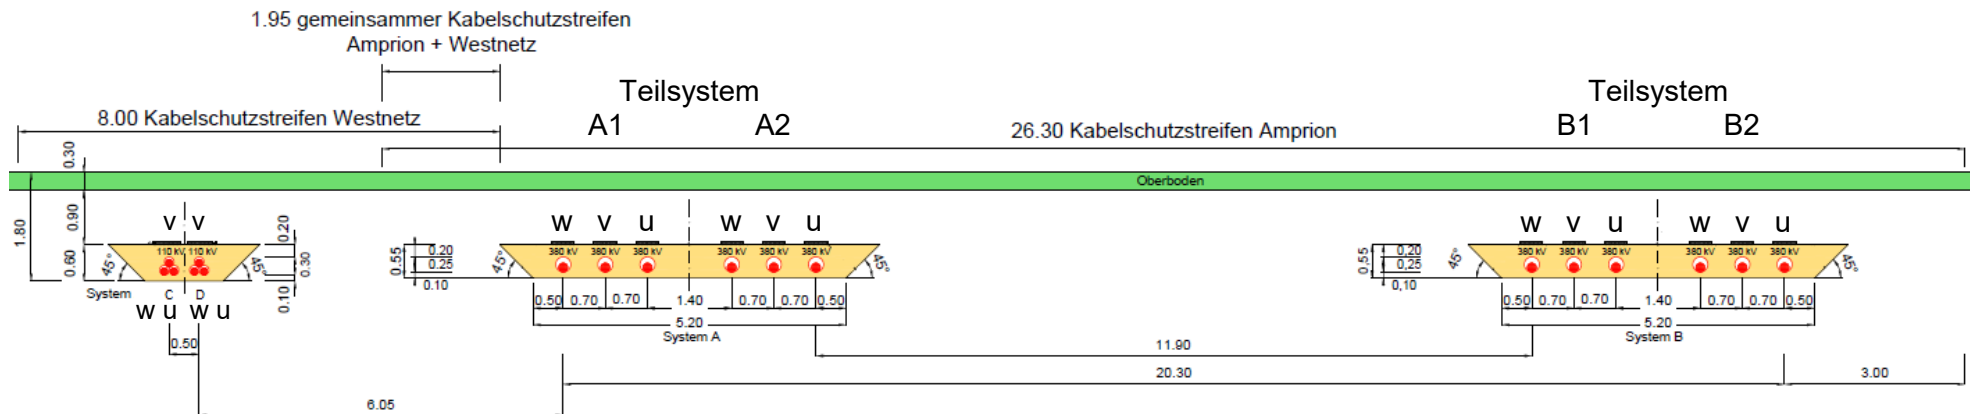 1.95 gemeinsammer Kabelschutzstreifen
Amprion + Westnetz
Teilsystem
Teilsystem
8.00 Kabelschutzstreifen Westnetz
A1
A2
26.30 Kabelschutzstreifen Amprion
B1
B2
0.30
Oberboden
1.80
0.90
0.60
v v
0.20
0.30
0.10
110 kV 110 kV
45°
45°
System
C D
w u w u
0.50
w v u w v u
0.55
0.20
0.25
0.10
45°
380 kV 380 kV 380 kV 380 kV 380 kV 380 kV
45°
0.50 0.70 0.70 1.40 0.70 0.70 0.50
5.20
System A
w v u w v u
0,55
0,20
0,25
0,10
45°
380 kV 380 kV 380 kV 380 kV 380 kV 380 kV
45°
0.50 0.70 0.70 1.40 0.70 0.70 0.50
5.20
System B
11.90
20.30
3.00
6.05